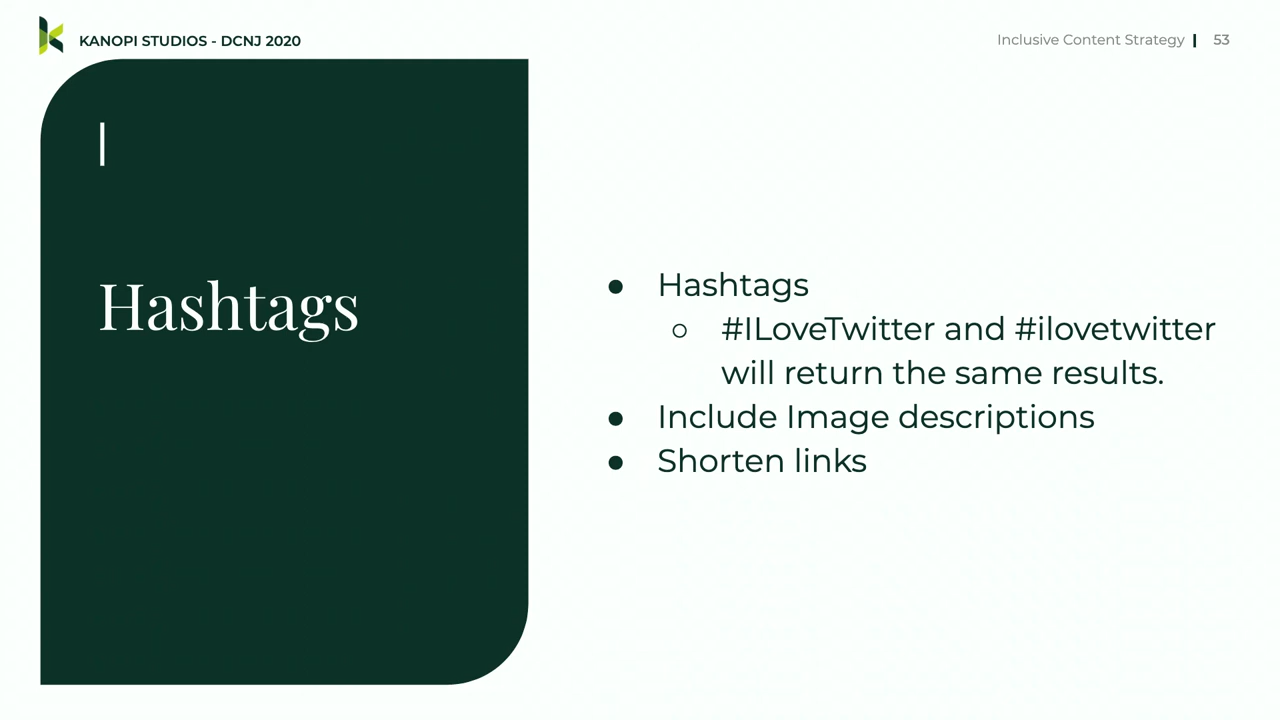 KANOPI STUDIOS - DCNJ 2020
Inclusive Content Strategy | 53
Hashtags
● Hashtags
○ #ILoveTwitter and #ilovetwitter
will return the same results.
● Include Image descriptions
● Shorten links